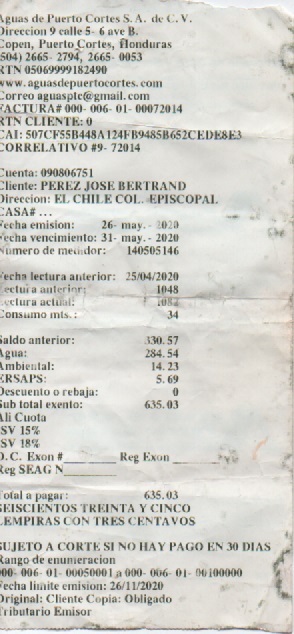 Aguas de Puerto Cortes S. A. de C. V.
Direccion 9 calle 5- 6 ave B.
Copen, Puerto Cortes, Honduras
(504) 2665- 2794, 2665- 0053
RTN 05069999182490
www.aguasdepuertocortes.com
Correo aguasptc@gmail.com
FACTURA# 000- 006- 01- 00072014
RTN CLIENTE: 0
CAI: 507CF55B448A124FB9485B652CEDE8E3
CORRELATIVO #9- 72014
Cuenta: 090806751
Cliente: PEREZ JOSE BERTRAND
Direccion: EL CHILE COL. EPISCOPAL
CASA# ...
Fecha emision: 26- may. - 2020
Fecha vencimiento: 31- may. - 2020
Número de medidor: 140505146
Fecha lectura anterior: 25/04/2020
Lectura anterior: 1048
Lectura actual: 1082
Consumo mts.: 34
Saldo anterior: 330.57
Agua: 284.54
Ambiental: 14.23
ERSAPS: 5.69
Descuento o rebaja: 0
Sub total exento: 635.03
Ali Cuota
ISV 15%
ISV 18%
O. C. Exon #________ Reg Exon ________
Reg SEAG N________
Total a pagar: 635.03
SEISCIENTOS TREINTA Y CINCO
LEMPIRAS CON TRES CENTAVOS
SUJETO A CORTE SI NO HAY PAGO EN 30 DIAS
Rango de enumeracion
000- 006- 01- 00050001 a 000- 006- 01- 00100000
Fecha limite emision: 26/11/2020
Original: Cliente Copia: Obligado
Tributario Emisor